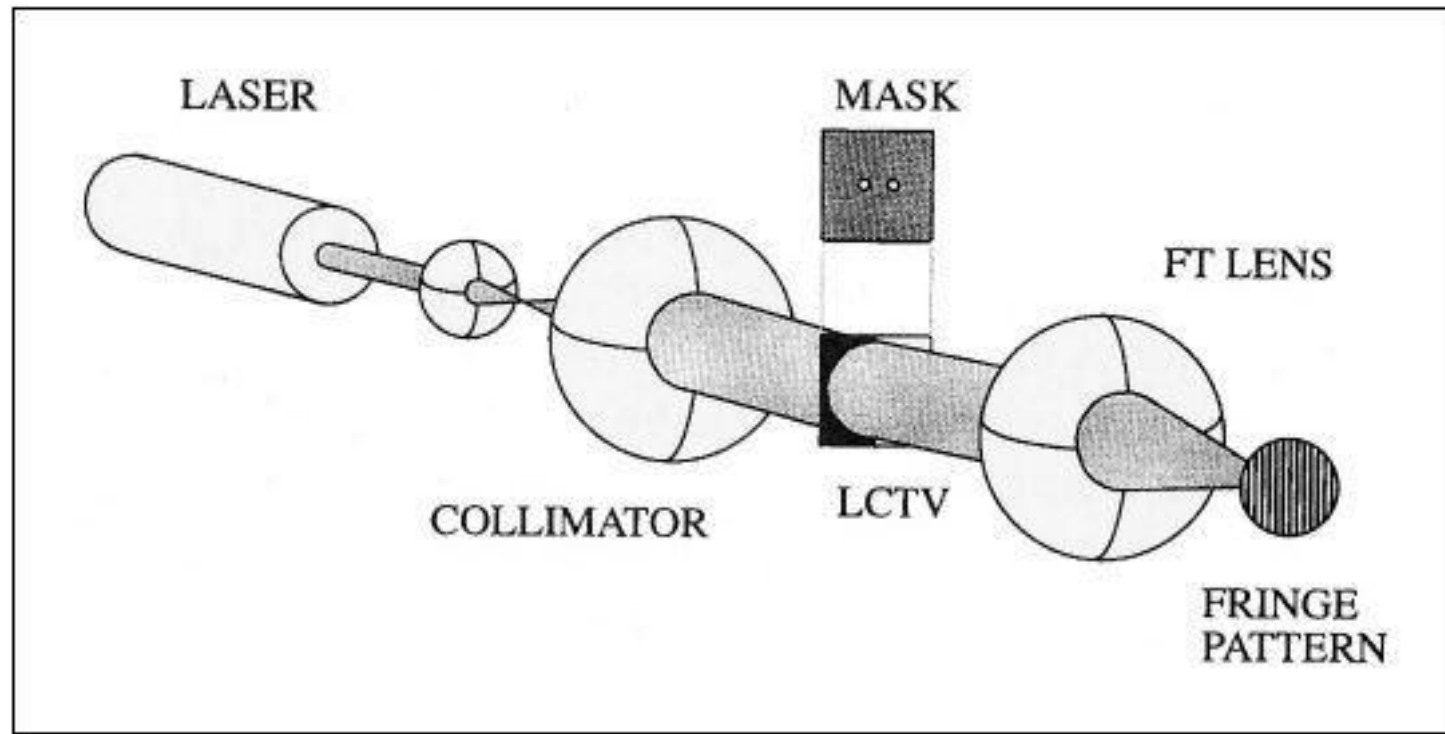 LASER
MASK
FT LENS
COLLIMATOR
LCTV
FRINGE
PATTERN